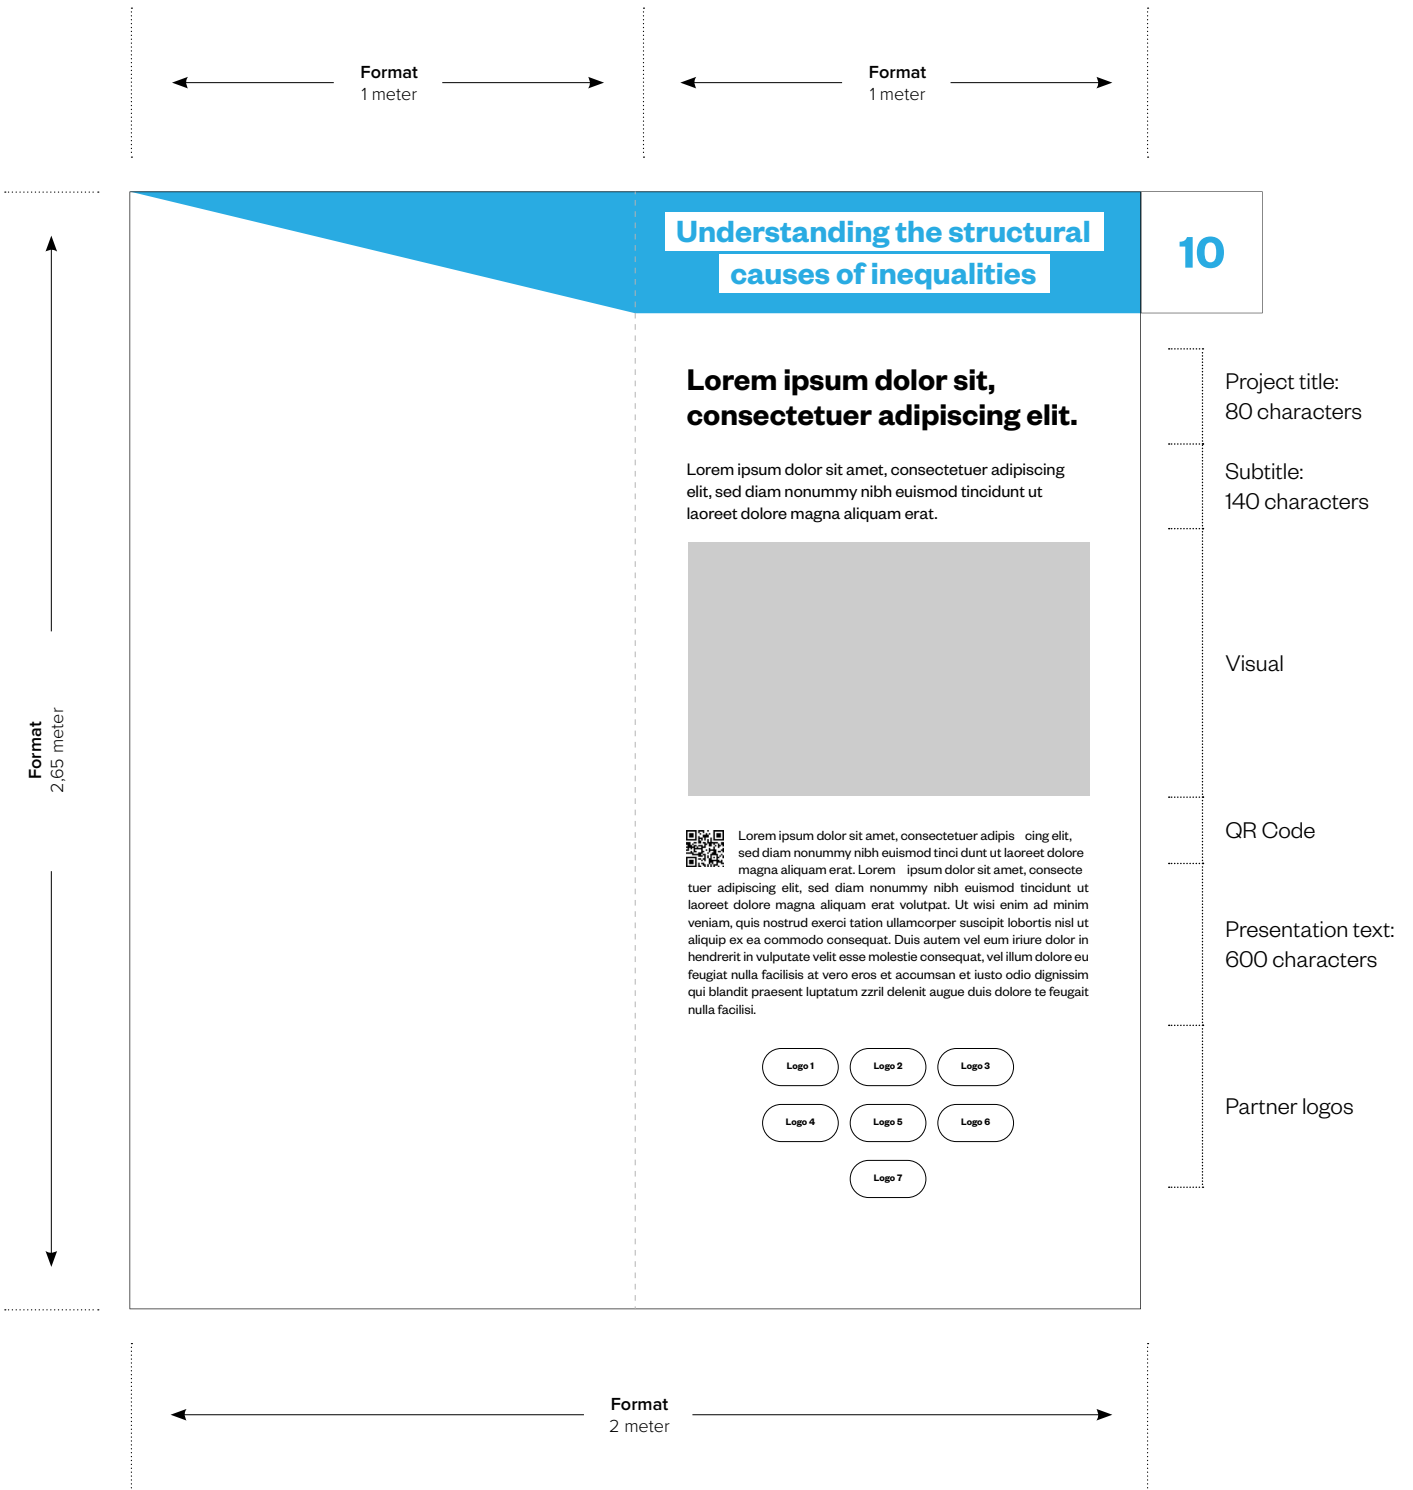 Format
1 meter
Format
1 meter
Understanding the structural
causes of inequalities
10
Lorem ipsum dolor sit,
consectetuer adipiscing elit.
Project title:
80 characters
Lorem ipsum dolor sit amet, consectetuer adipiscing
elit, sed diam nonummy nibh euismod tincidunt ut
laoreet dolore magna aliquam erat.
Subtitle:
140 characters
Visual
Format
2,65 meter
QR Code
Lorem ipsum dolor sit amet, consectetuer adipis cing elit,
sed diam nonummy nibh euismod tinci dunt ut laoreet dolore
magna aliquam erat. Lorem ipsum dolor sit amet, consecte
tuer adipiscing elit, sed diam nonummy nibh euismod tincidunt ut
laoreet dolore magna aliquam erat volutpat. Ut wisi enim ad minim
veniam, quis nostrud exerci tation ullamcorper suscipit lobortis nisl ut
aliquip ex ea commodo consequat. Duis autem vel eum iriure dolor in
hendrerit in vulputate velit esse molestie consequat, vel illum dolore eu
feugiat nulla facilisis at vero eros et accumsan et iusto odio dignissim
qui blandit praesent luptatum zzril delenit augue duis dolore te feugait
nulla facilisi.
Presentation text:
600 characters
Logo 1
Logo 2
Logo 3
Logo 4
Logo 5
Logo 6
Logo 7
Partner logos
Format
2 meter